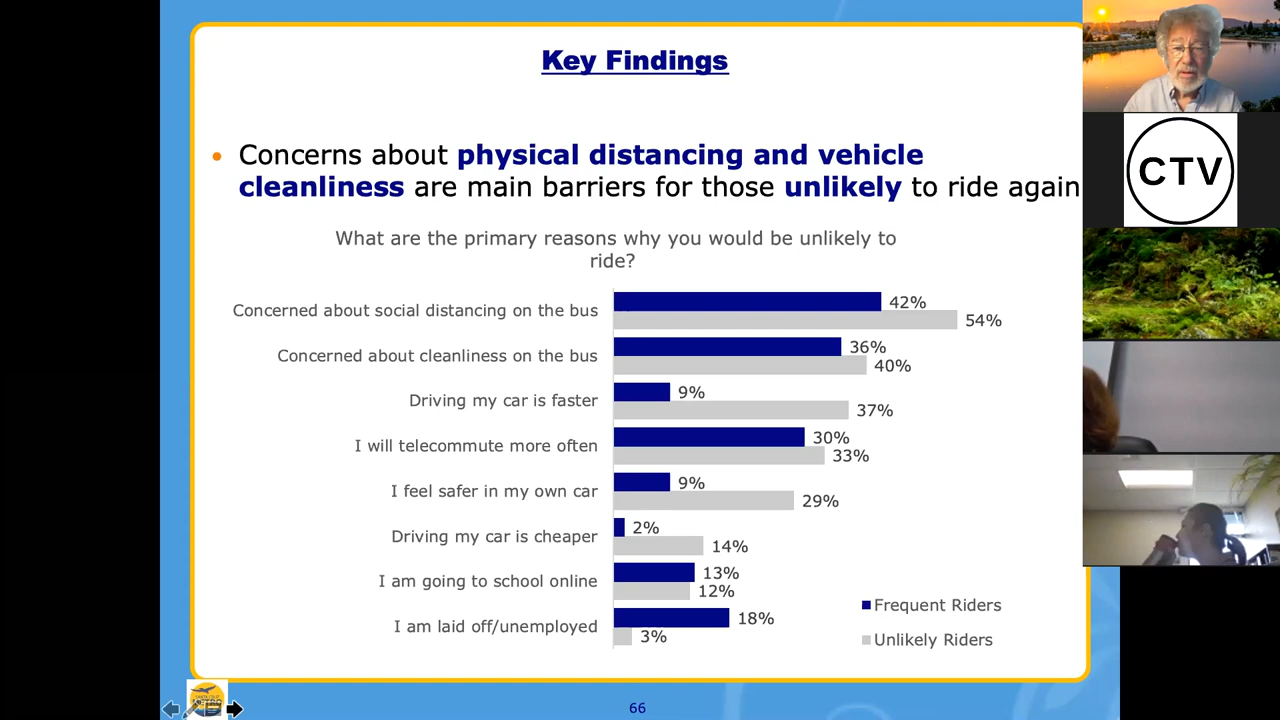 Key Findings
• Concerns about physical distancing and vehicle
cleanliness are main barriers for those unlikely to ride again
What are the primary reasons why you would be unlikely to
ride?
Concerned about social distancing on the bus
42%
54%
Concerned about cleanliness on the bus
36%
40%
Driving my car is faster
9%
37%
I will telecommute more often
30%
33%
I feel safer in my own car
9%
29%
Driving my car is cheaper
2%
14%
I am going to school online
13%
12%
I am laid off/unemployed
18%
3%
Frequent Riders
Unlikely Riders
66
CTV